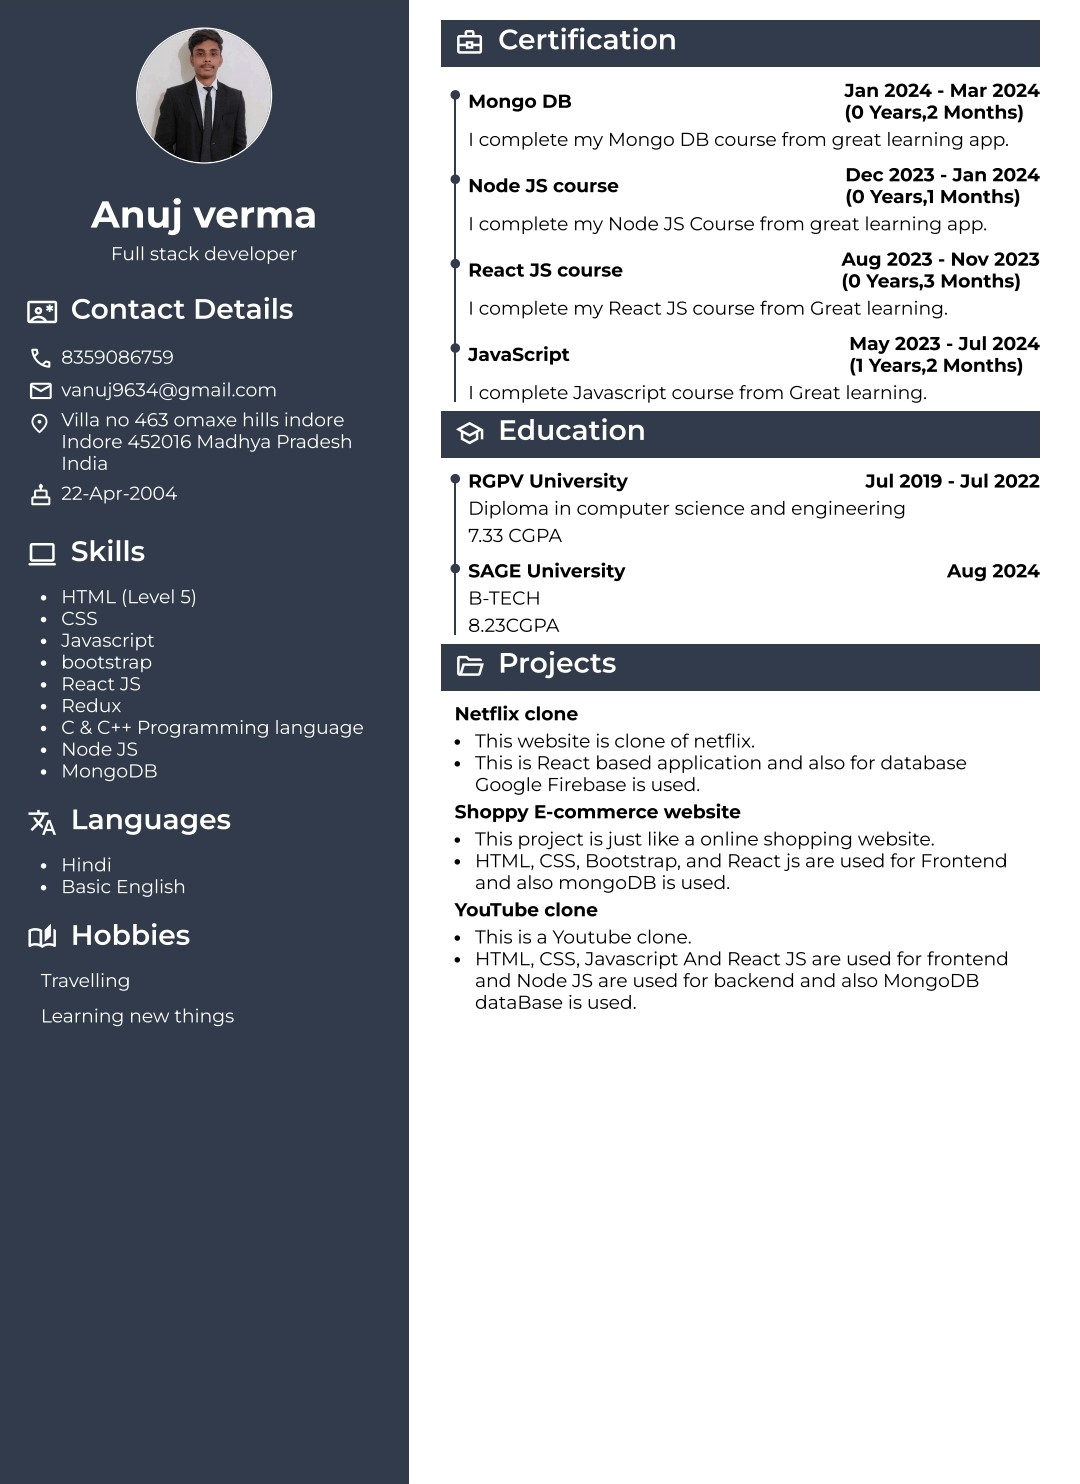 Anuj verma
Full stack developer
Contact Details
8359086759
vanuj9634@gmail.com
Villa no 463 omaxe hills indore
Indore 452016 Madhya Pradesh
India
22-Apr-2004
Skills
HTML (Level 5)
CSS
Javascript
bootstrap
React JS
Redux
C & C++ Programming language
Node JS
MongoDB
Languages
Hindi
Basic English
Hobbies
Travelling
Learning new things
Certification
Mongo DB
Jan 2024 - Mar 2024
(0 Years,2 Months)
I complete my Mongo DB course from great learning app.
Node JS course
Dec 2023 - Jan 2024
(0 Years,1 Months)
I complete my Node JS Course from great learning app.
React JS course
Aug 2023 - Nov 2023
(0 Years,3 Months)
I complete my React JS course from Great learning.
JavaScript
May 2023 - Jul 2024
(1 Years,2 Months)
I complete Javascript course from Great learning.
Education
RGPV University Jul 2019 - Jul 2022
Diploma in computer science and engineering
7.33 CGPA
SAGE University Aug 2024
B-TECH
8.23CGPA
Projects
Netflix clone
• This website is clone of netflix.
• This is React based application and also for database
Google Firebase is used.
Shoppy E-commerce website
• This project is just like a online shopping website.
• HTML, CSS, Bootstrap, and React js are used for Frontend
and also mongoDB is used.
YouTube clone
• This is a Youtube clone.
• HTML, CSS, Javascript And React JS are used for frontend
and Node JS are used for backend and also MongoDB
dataBase is used.